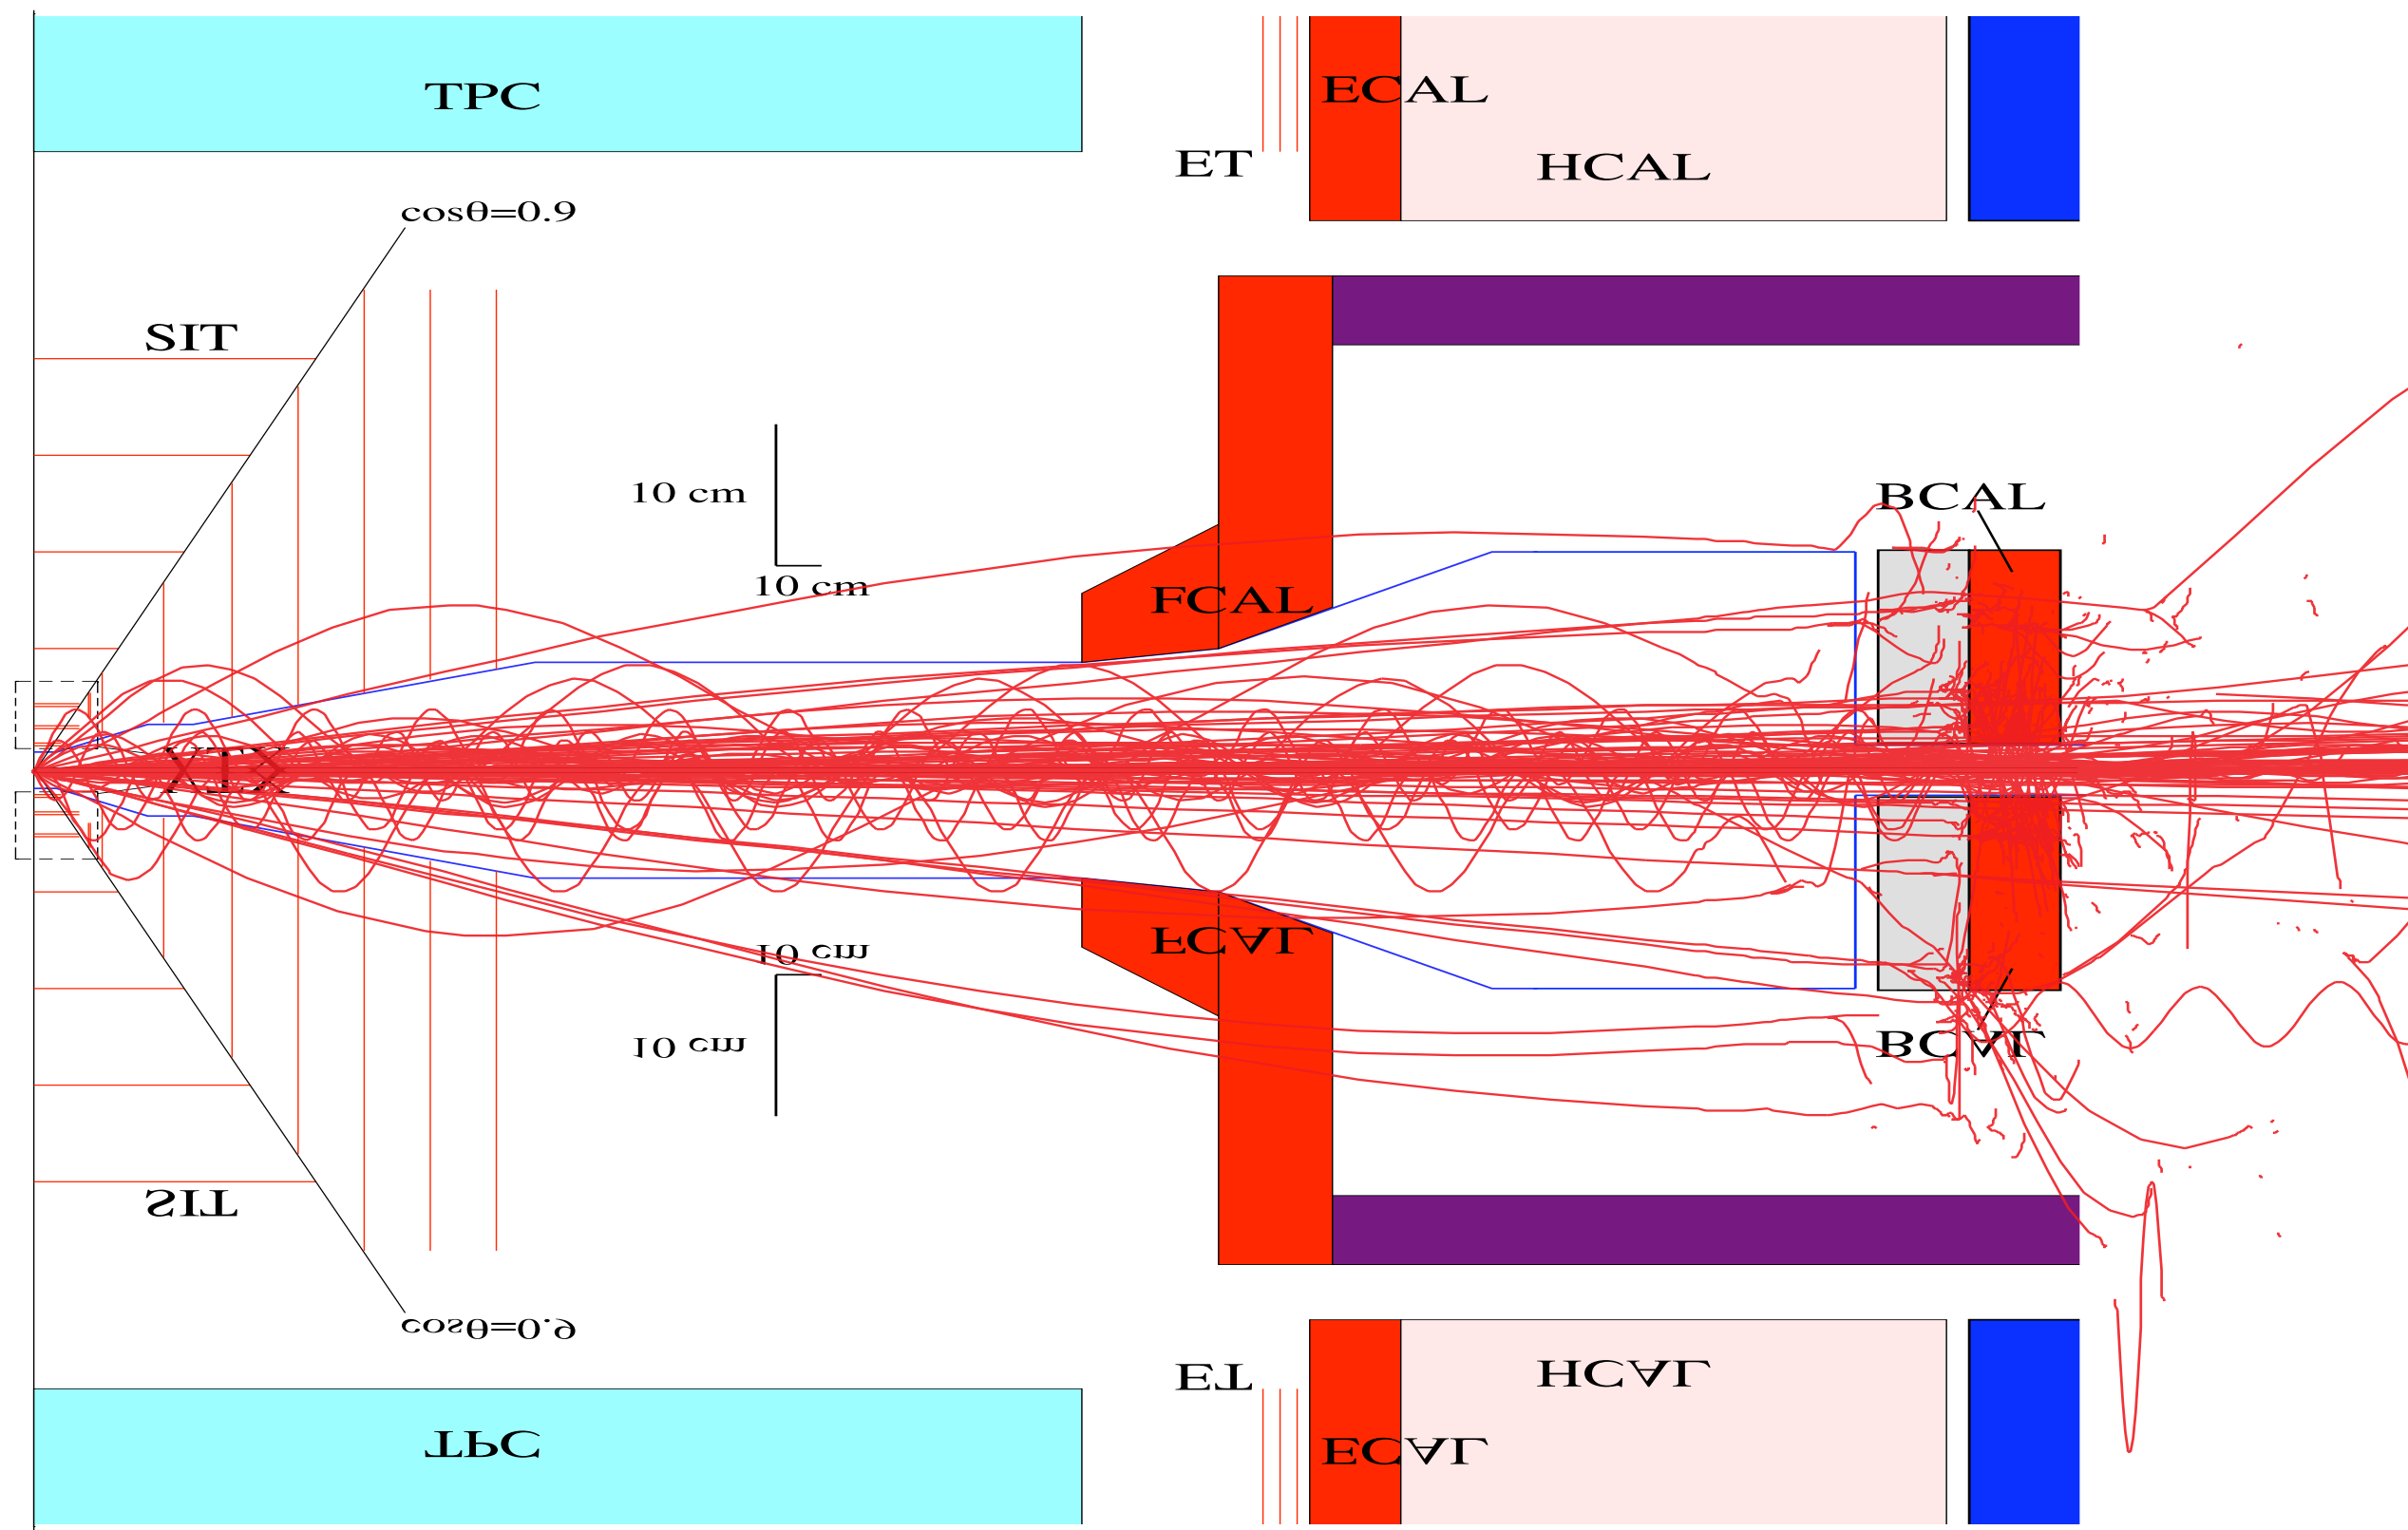 TPC
ECAL
ET
HCAL
cosθ=0.9
SIT
10 cm
BCAL
10 cm
FCAL
VTX
FCAL
10 cm
10 cm
BCAL
SIT
cosθ=0.9
ET
HCAL
TPC
ECAL